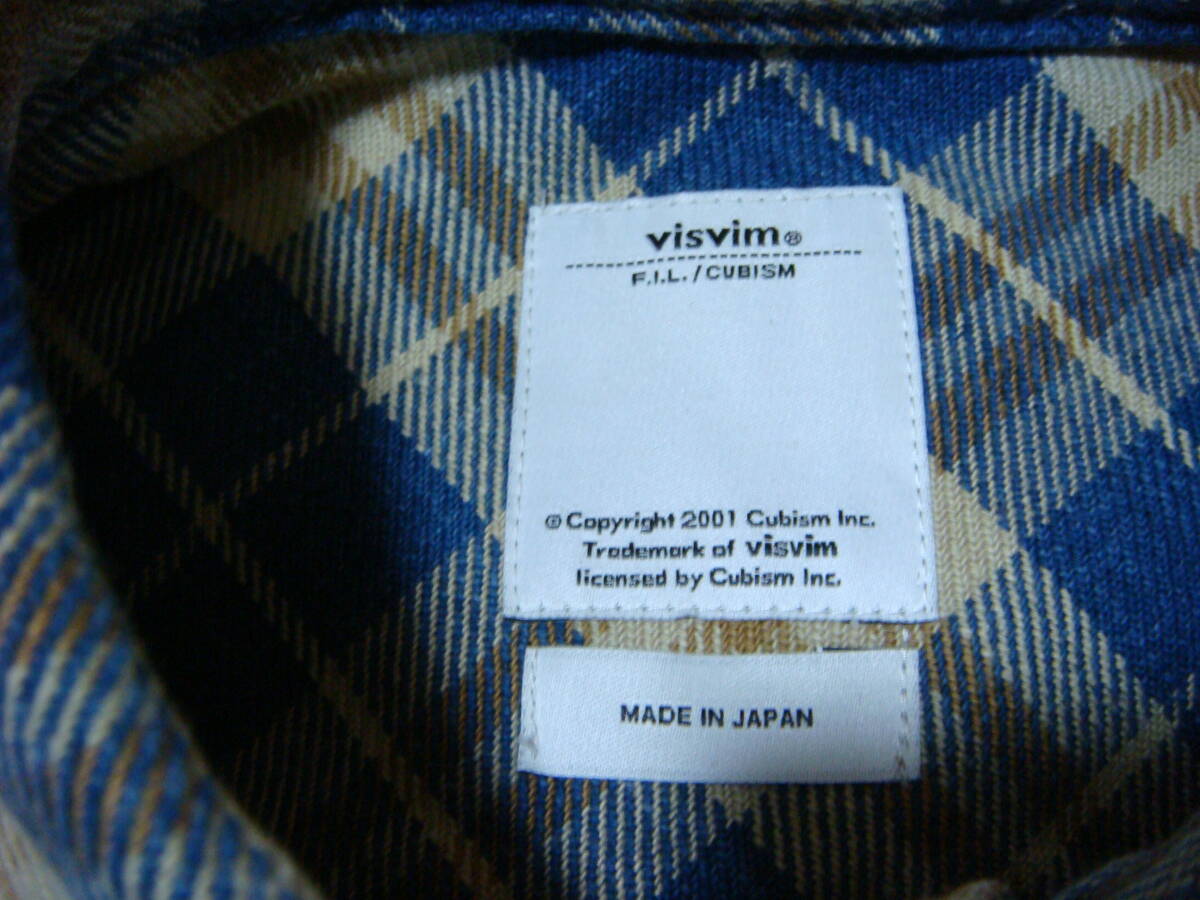 visvim®
F.I.L./CUBISM
© Copyright 2001 Cubism Inc.
Trademark of visvim
licensed by Cubism Inc.
MADE IN JAPAN